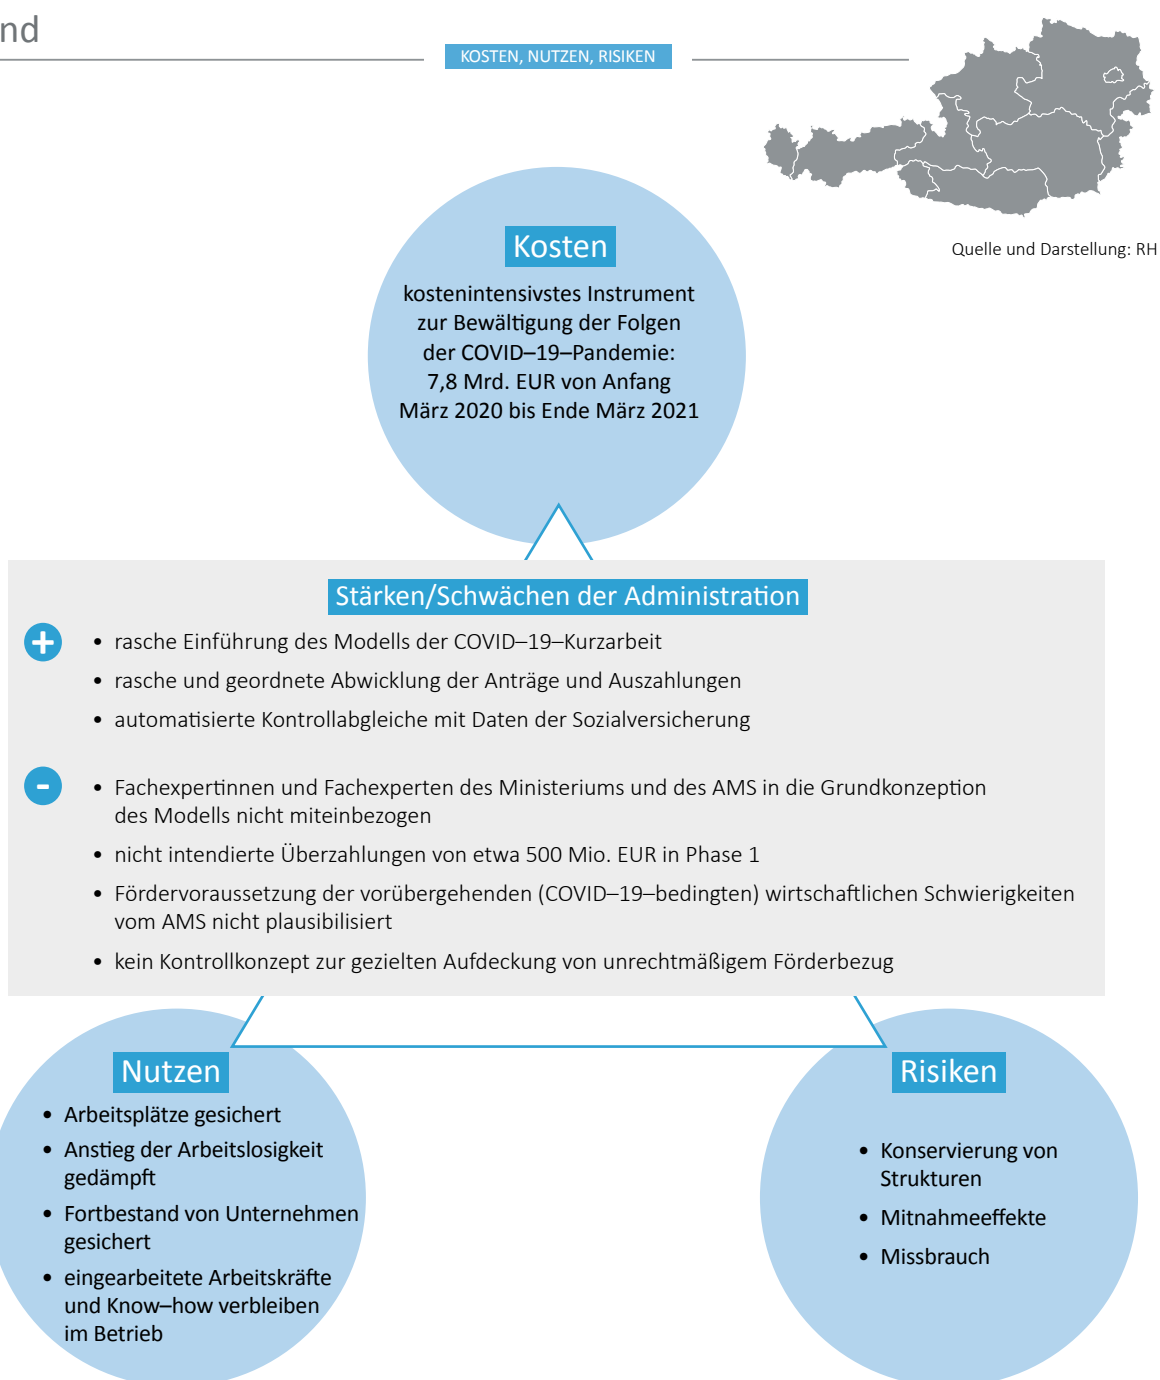 nd
KOSTEN, NUTZEN, RISIKEN
Quelle und Darstellung: RH
Kosten
kostenintensivstes Instrument
zur Bewältigung der Folgen
der COVID–19–Pandemie:
7,8 Mrd. EUR von Anfang
März 2020 bis Ende März 2021
Stärken/Schwächen der Administration
+
• rasche Einführung des Modells der COVID–19–Kurzarbeit
• rasche und geordnete Abwicklung der Anträge und Auszahlungen
• automatisierte Kontrollabgleiche mit Daten der Sozialversicherung
-
• Fachexpertinnen und Fachexperten des Ministeriums und des AMS in die Grundkonzeption
des Modells nicht miteinbezogen
• nicht intendierte Überzahlungen von etwa 500 Mio. EUR in Phase 1
• Fördervoraussetzung der vorübergehenden (COVID–19–bedingten) wirtschaftlichen Schwierigkeiten
vom AMS nicht plausibilisiert
• kein Kontrollkonzept zur gezielten Aufdeckung von unrechtmäßigem Förderbezug
Nutzen
• Arbeitsplätze gesichert
• Anstieg der Arbeitslosigkeit
gedämpft
• Fortbestand von Unternehmen
gesichert
• eingearbeitete Arbeitskräfte
und Know–how verbleiben
im Betrieb
Risiken
• Konservierung von
Strukturen
• Mitnahmeeffekte
• Missbrauch